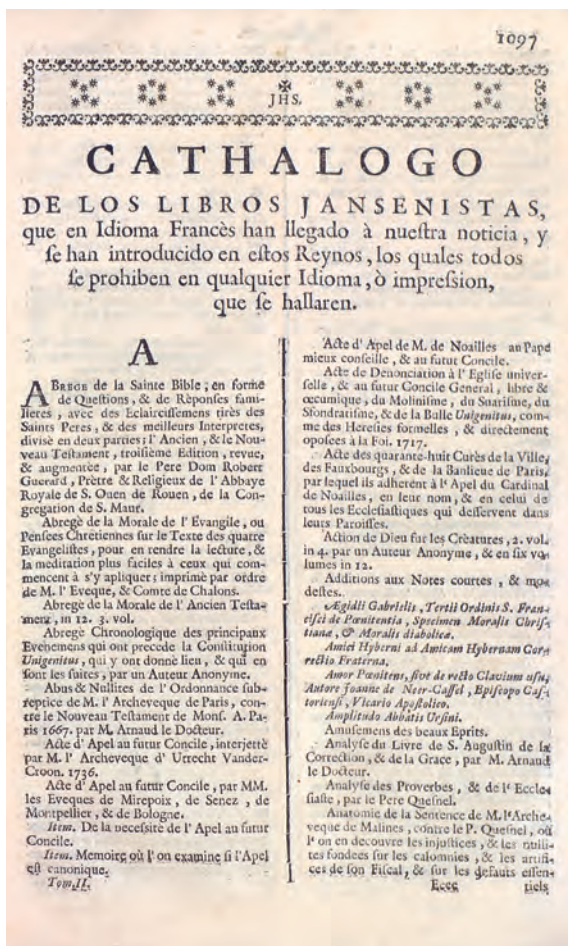 1097
JHS.
CATHALOGO
DE LOS LIBROS JANSENISTAS,
que en Idioma Francès han llegado à nueſtra noticia, y
ſe han introducido en eſtos Reynos, los quales todos
ſe prohiben en qualquier Idioma, ò impreſsion,
que ſe hallaren.
A
ABREGE de la Sainte Bible; en forme
de Queſtions, & de Rèponſes fami-
lieres, avec des Eclairciſſemens tirès des
Saints Peres, & des meilleurs Interpretes,
divisè en deux parties: l' Ancien, & le Nou-
veau Teſtament, troiſième Edition, revue,
& augmentèe, par le Pere Dom Robert
Guerard, Prètre & Religieux de l' Abbaye
Royale de S. Ouen de Rouen, de la Con-
gregation de S. Maur.
Abregè de la Morale de l' Evangile, ou
Penſees Chretiennes ſur le Texte des quatre
Evangeliſtes, pour en rendre la lecture, &
la meditation plus faciles à ceux qui com-
mencent à s'y apliquer; imprimè par ordre
de M. l' Eveque, & Comte de Chalons.
Abregè de la Morale de l' Ancien Teſta-
ment, in 12. 3. vol.
Abregè Chronologique des principaux
Evenemens qui ont precede la Conſtitution
Unigenitus, qui y ont donnè lieu, & qui en
ſont les ſuites, par un Auteur Anonyme.
Abus & Nullites de l' Ordonnance ſub-
reptice de M. l' Archeveque de Paris, con-
tre le Nouveau Teſtament de Monſ. A. Pa-
ris 1667. par M. Arnaud le Docteur.
Acte d' Apel au futur Concile, interjettè
par M. l' Archeveque d' Utrecht Vander-
Croon. 1736.
Acte d' Apel au futur Concile, par MM.
les Eveques de Mirepoix, de Senez, de
Montpellier, & de Bologne.
Item. De la neceſsite de l' Apel au futur
Concile.
Item. Memoire où l' on examine ſi l'Apel
eſt canonique.
Tom. II.
Acte d' Apel de M. de Noailles au Pape
mieux conſeille, & au futur Concile.
Acte de Denonciation à l' Egliſe univer-
ſelle, & au futur Concile General, libre &
œcumique, du Moliniſme, du Suariſme, du
Sfondratiſme, & de la Bulle Unigenitus, com-
me des Hereſies formelles, & directement
opoſces à la Foi. 1717.
Acte des quarante-huit Curès de la Ville,
des Fauxbourgs, & de la Banlieue de Paris,
par lequel ils adherent à l' Apel du Cardinal
de Noailles, en leur nom, & en celui de
tous les Eccleſiaſtiques qui deſſervent dans
leurs Paroiſſes.
Action de Dieu ſur les Crèatures, 2. vol.
in 4. par un Auteur Anonyme, & en ſix vo-
lumes in 12.
Additions aux Notes courtes, & mo-
deſtes.
Ægidii Gabrielis, Tertii Ordinis S. Fran-
ciſci de Pœnitentia, Specimen Moralis Chriſ-
tiana, & Moralis diabolica.
Amici Hyberni ad Amicam Hybernam Cor-
rectio Fraterna.
Amor Pœnitens, ſive de recto Clavium uſu,
Autore Joanne de Neer-Caſſel, Epiſcopo Caſ-
torienſi, Vicario Apoſtolico.
Amplitudo Abbatis Urſini.
Amuſemens des beaux Eprits.
Analyſe du Livre de S. Auguſtin de la
Correction, & de la Grace, par M. Arnaud
le Docteur.
Analyſe des Proverbes, & de l' Eccle-
ſiaſte, par le Pere Queſnel.
Anatomie de la Sentence de M. l' Arche-
veque de Malines, contre le P. Queſnel, où
l' on en decouvre les injuſtices, & les nuili-
tes fondees ſur les calomnies, & les artifi-
ces de ſon Fiſcal, & ſur les defauts eſſen-
Eeee tiels